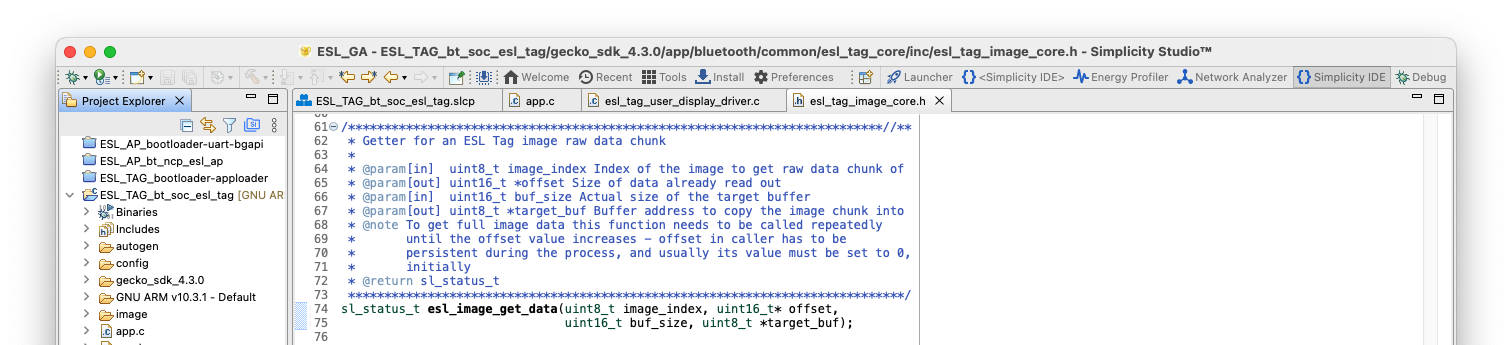 ESL_GA - ESL_TAG_bt_soc_esl_tag/gecko_sdk_4.3.0/app/bluetooth/common/esl_tag_core/inc/esl_tag_image_core.h - Simplicity Studio™
Welcome Recent Tools Install Preferences Launcher <Simplicity IDE> Energy Profiler Network Analyzer Simplicity IDE Debug
Project Explorer
ESL_AP_bootloader-uart-bgapi
ESL_AP_bt_ncp_esl_ap
ESL_TAG_bootloader-apploader
ESL_TAG_bt_soc_esl_tag [GNU AR
Binaries
Includes
autogen
config
gecko_sdk_4.3.0
GNU ARM v10.3.1 - Default
image
app.c
ESL_TAG_bt_soc_esl_tag.slcp app.c esl_tag_user_display_driver.c esl_tag_image_core.h
61 /**************************************************************************//**
62 * Getter for an ESL Tag image raw data chunk
63 *
64 * @param[in] uint8_t image_index Index of the image to get raw data chunk of
65 * @param[out] uint16_t *offset Size of data already read out
66 * @param[in] uint16_t buf_size Actual size of the target buffer
67 * @param[out] uint8_t *target_buf Buffer address to copy the image chunk into
68 * @note To get full image data this function needs to be called repeatedly
69 * until the offset value increases – offset in caller has to be
70 * persistent during the process, and usually its value must be set to 0,
71 * initially
72 * @return sl_status_t
73 *****************************************************************************/
74 sl_status_t esl_image_get_data(uint8_t image_index, uint16_t* offset,
75 uint16_t buf_size, uint8_t *target_buf);
76